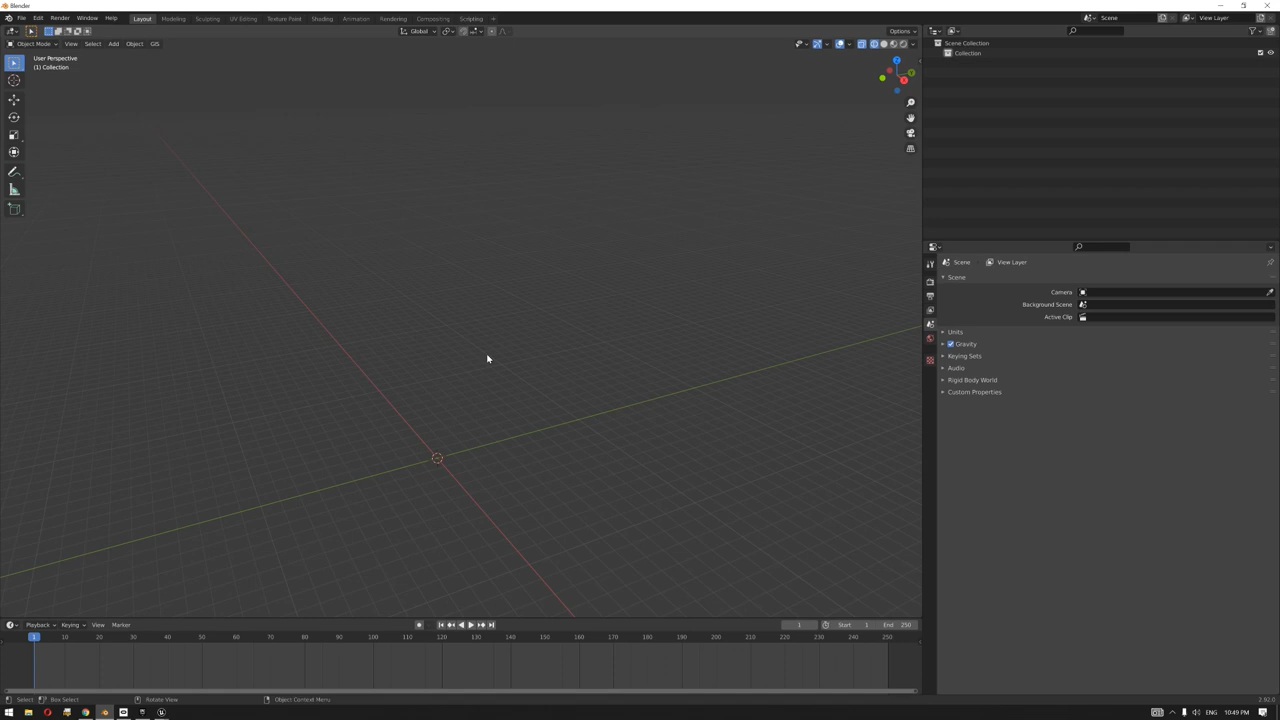 Blender
File Edit Render Window Help Layout Modeling Sculpting UV Editing Texture Paint Shading Animation Rendering Compositing Scripting + Scene View Layer
Global Options
Object Mode View Select Add Object GIS
User Perspective
(1) Collection
Z
Y
X
Scene Collection
Collection
Scene View Layer
Scene
Camera
Background Scene
Active Clip
Units
Gravity
Keying Sets
Audio
Rigid Body World
Custom Properties
Playback Keying View Marker 1 Start 1 End 250
1 10 20 30 40 50 60 70 80 90 100 110 120 130 140 150 160 170 180 190 200 210 220 230 240 250
Select Box Select Rotate View Object Context Menu 2.92.0
ENG 10:49 PM